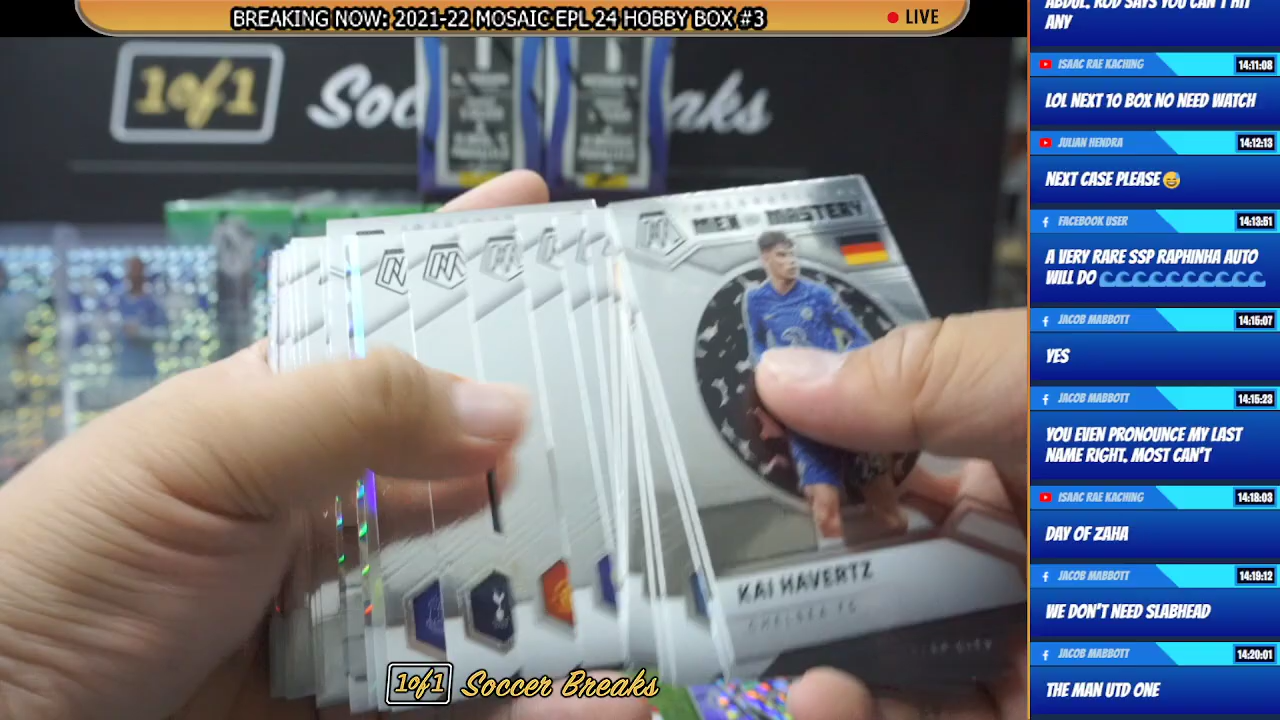 BREAKING NOW: 2021-22 MOSAIC EPL 24 HOBBY BOX #3
LIVE
1of1
Soc
aks
MEN OF MASTERY
KAI HAVERTZ
CHELSEA FC
1of1 Soccer Breaks
ABDUL, ROD SAYS YOU CAN'T HIT
ANY
ISAAC RAE KACHING
14:11:08
LOL NEXT 10 BOX NO NEED WATCH
JULIAN HENDRA
14:12:13
NEXT CASE PLEASE😅
FACEBOOK USER
14:13:51
A VERY RARE SSP RAPHINHA AUTO
WILL DO 🌊🌊🌊🌊🌊🌊🌊🌊🌊🌊🌊
JACOB MABBOTT
14:15:07
YES
JACOB MABBOTT
14:15:23
YOU EVEN PRONOUNCE MY LAST
NAME RIGHT, MOST CAN'T
ISAAC RAE KACHING
14:18:03
DAY OF ZAHA
JACOB MABBOTT
14:19:12
WE DON'T NEED SLABHEAD
JACOB MABBOTT
14:20:01
THE MAN UTD ONE